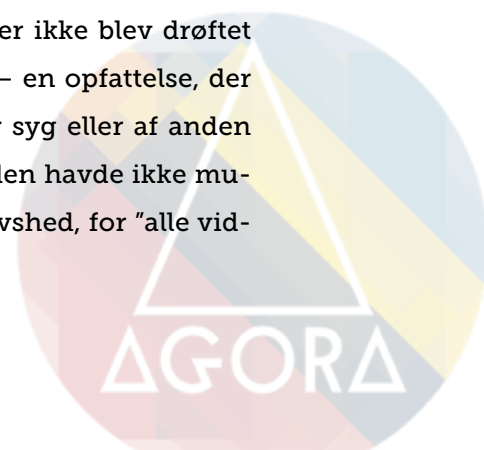 er ikke blev drøftet
– en opfattelse, der
syg eller af anden
den havde ikke mu-
vshed, for ”alle vid-
AGORA